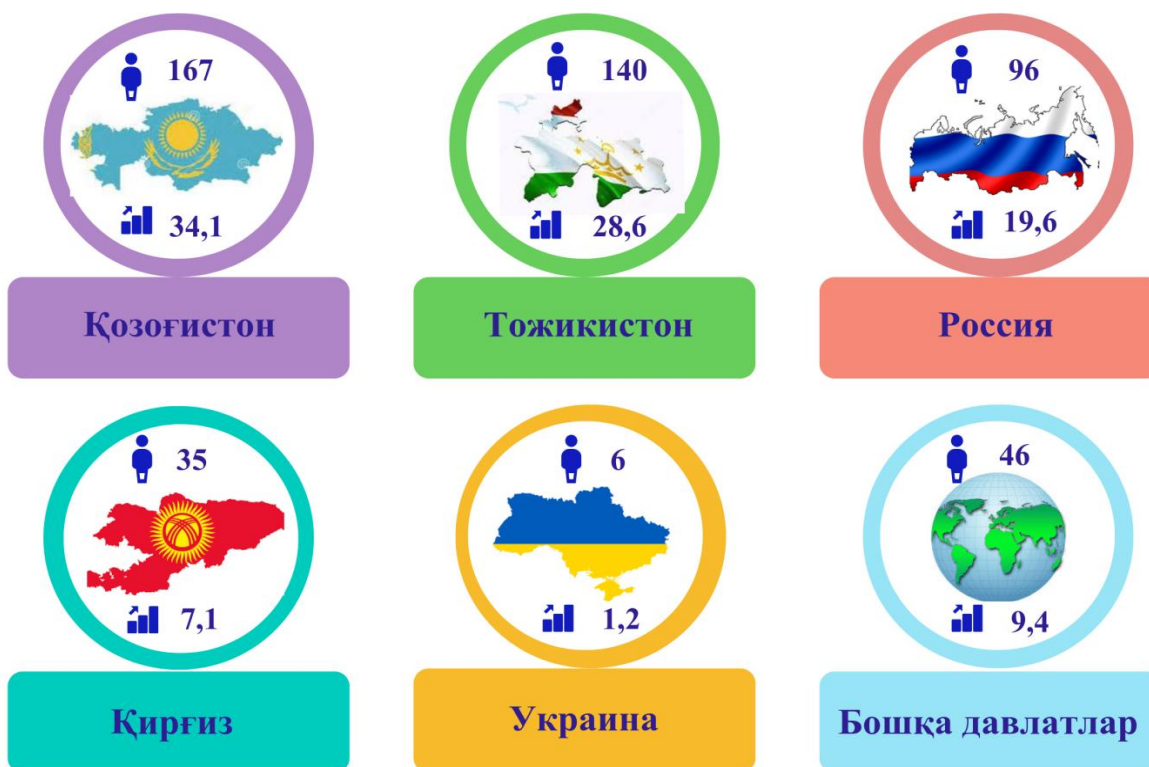 167
34,1
Қозоғистон
140
28,6
Тожикистон
96
19,6
Россия
35
7,1
Қирғиз
6
1,2
Украина
46
9,4
Бошқа давлатлар